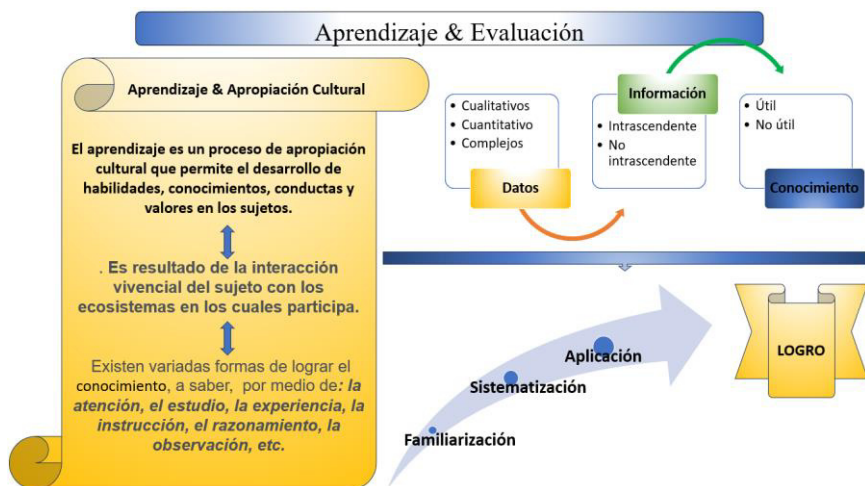 Aprendizaje & Evaluación
Aprendizaje & Apropiación Cultural
El aprendizaje es un proceso de apropiación
cultural que permite el desarrollo de
habilidades, conocimientos, conductas y
valores en los sujetos.
. Es resultado de la interacción
vivencial del sujeto con los
ecosistemas en los cuales participa.
Existen variadas formas de lograr el
conocimiento, a saber, por medio de: la
atención, el estudio, la experiencia, la
instrucción, el razonamiento, la
observación, etc.
• Cualitativos
• Cuantitativo
• Complejos
Datos
Información
• Intrascendente
• No
intrascendente
• Útil
• No útil
Conocimiento
Familiarización
Sistematización
Aplicación
LOGRO